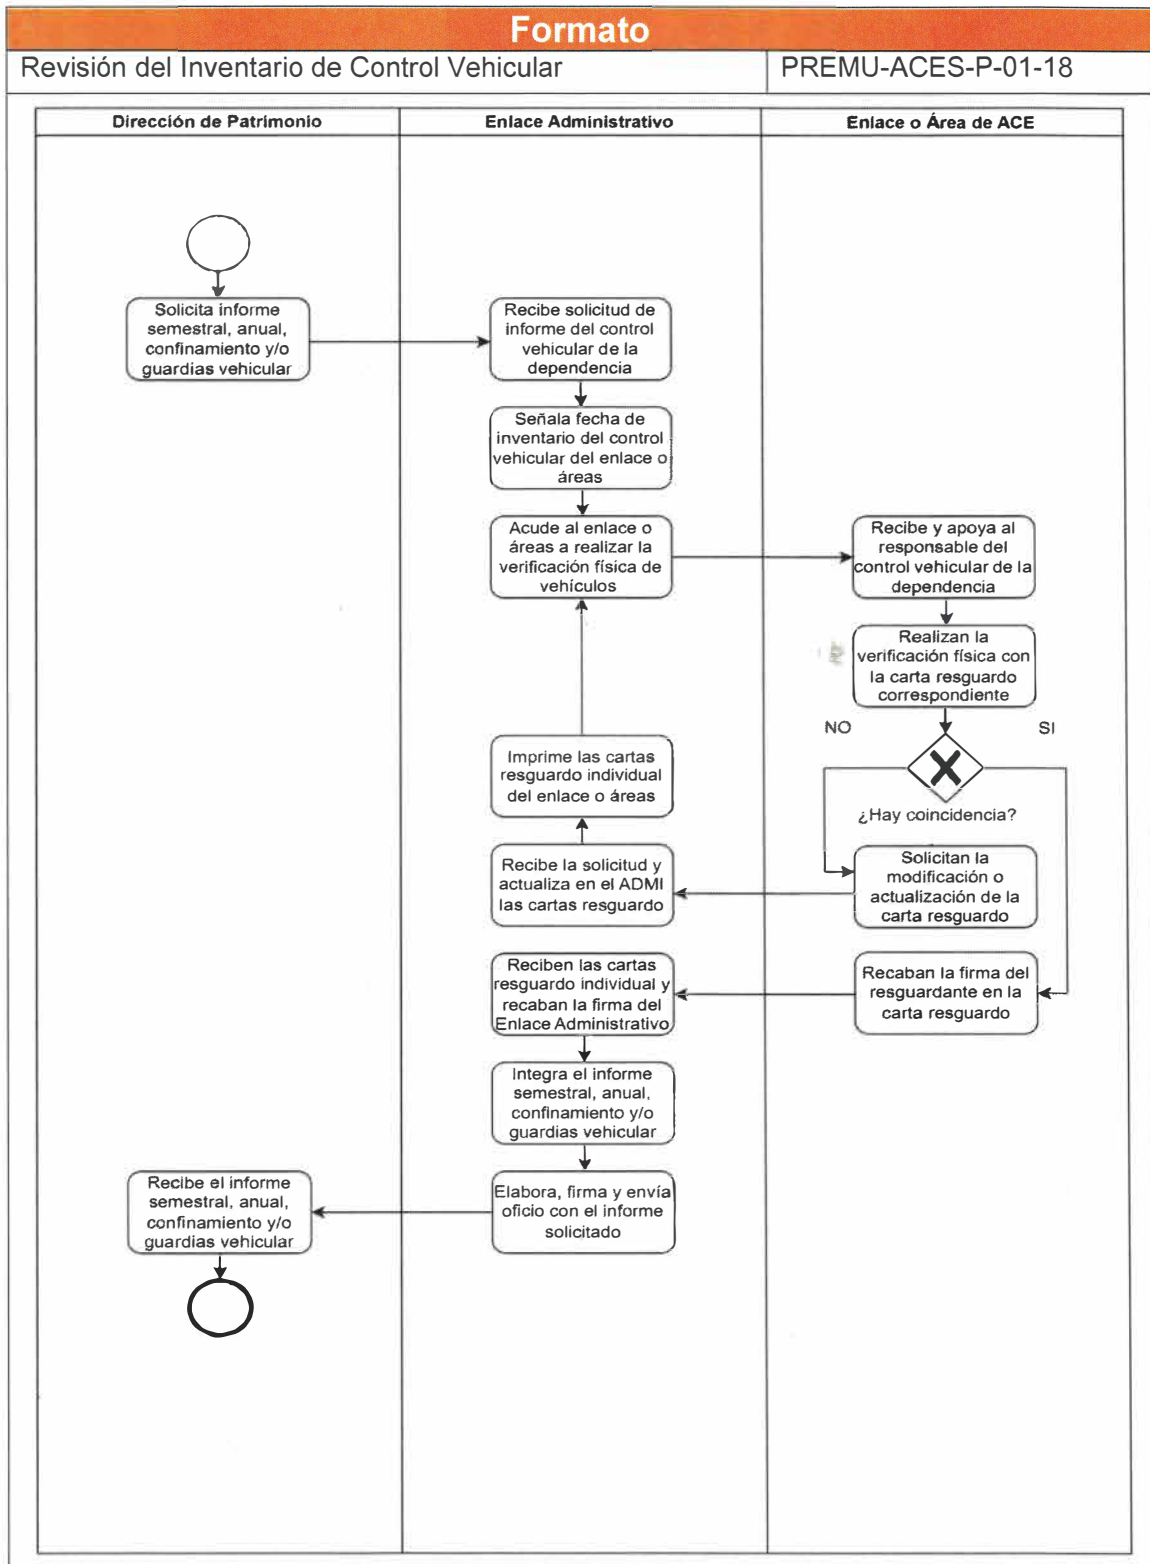 Formato
Revisión del Inventario de Control Vehicular
PREMU-ACES-P-01-18
Dirección de Patrimonio
Enlace Administrativo
Enlace o Área de ACE
Solicita informe
semestral, anual,
confinamiento y/o
guardias vehicular
Recibe solicitud de
informe del control
vehicular de la
dependencia
Señala fecha de
inventario del control
vehicular del enlace o
áreas
Acude al enlace o
áreas a realizar la
verificación física de
vehículos
Recibe y apoya al
responsable del
control vehicular de la
dependencia
Realizan la
verificación física con
la carta resguardo
correspondiente
NO
SI
¿Hay coincidencia?
Imprime las cartas
resguardo individual
del enlace o áreas
Solicitan la
modificación o
actualización de la
carta resguardo
Recibe la solicitud y
actualiza en el ADMI
las cartas resguardo
Recaban la firma del
resguardante en la
carta resguardo
Reciben las cartas
resguardo individual y
recaban la firma del
Enlace Administrativo
Integra el informe
semestral, anual,
confinamiento y/o
guardias vehicular
Elabora, firma y envía
oficio con el informe
solicitado
Recibe el informe
semestral, anual,
confinamiento y/o
guardias vehicular